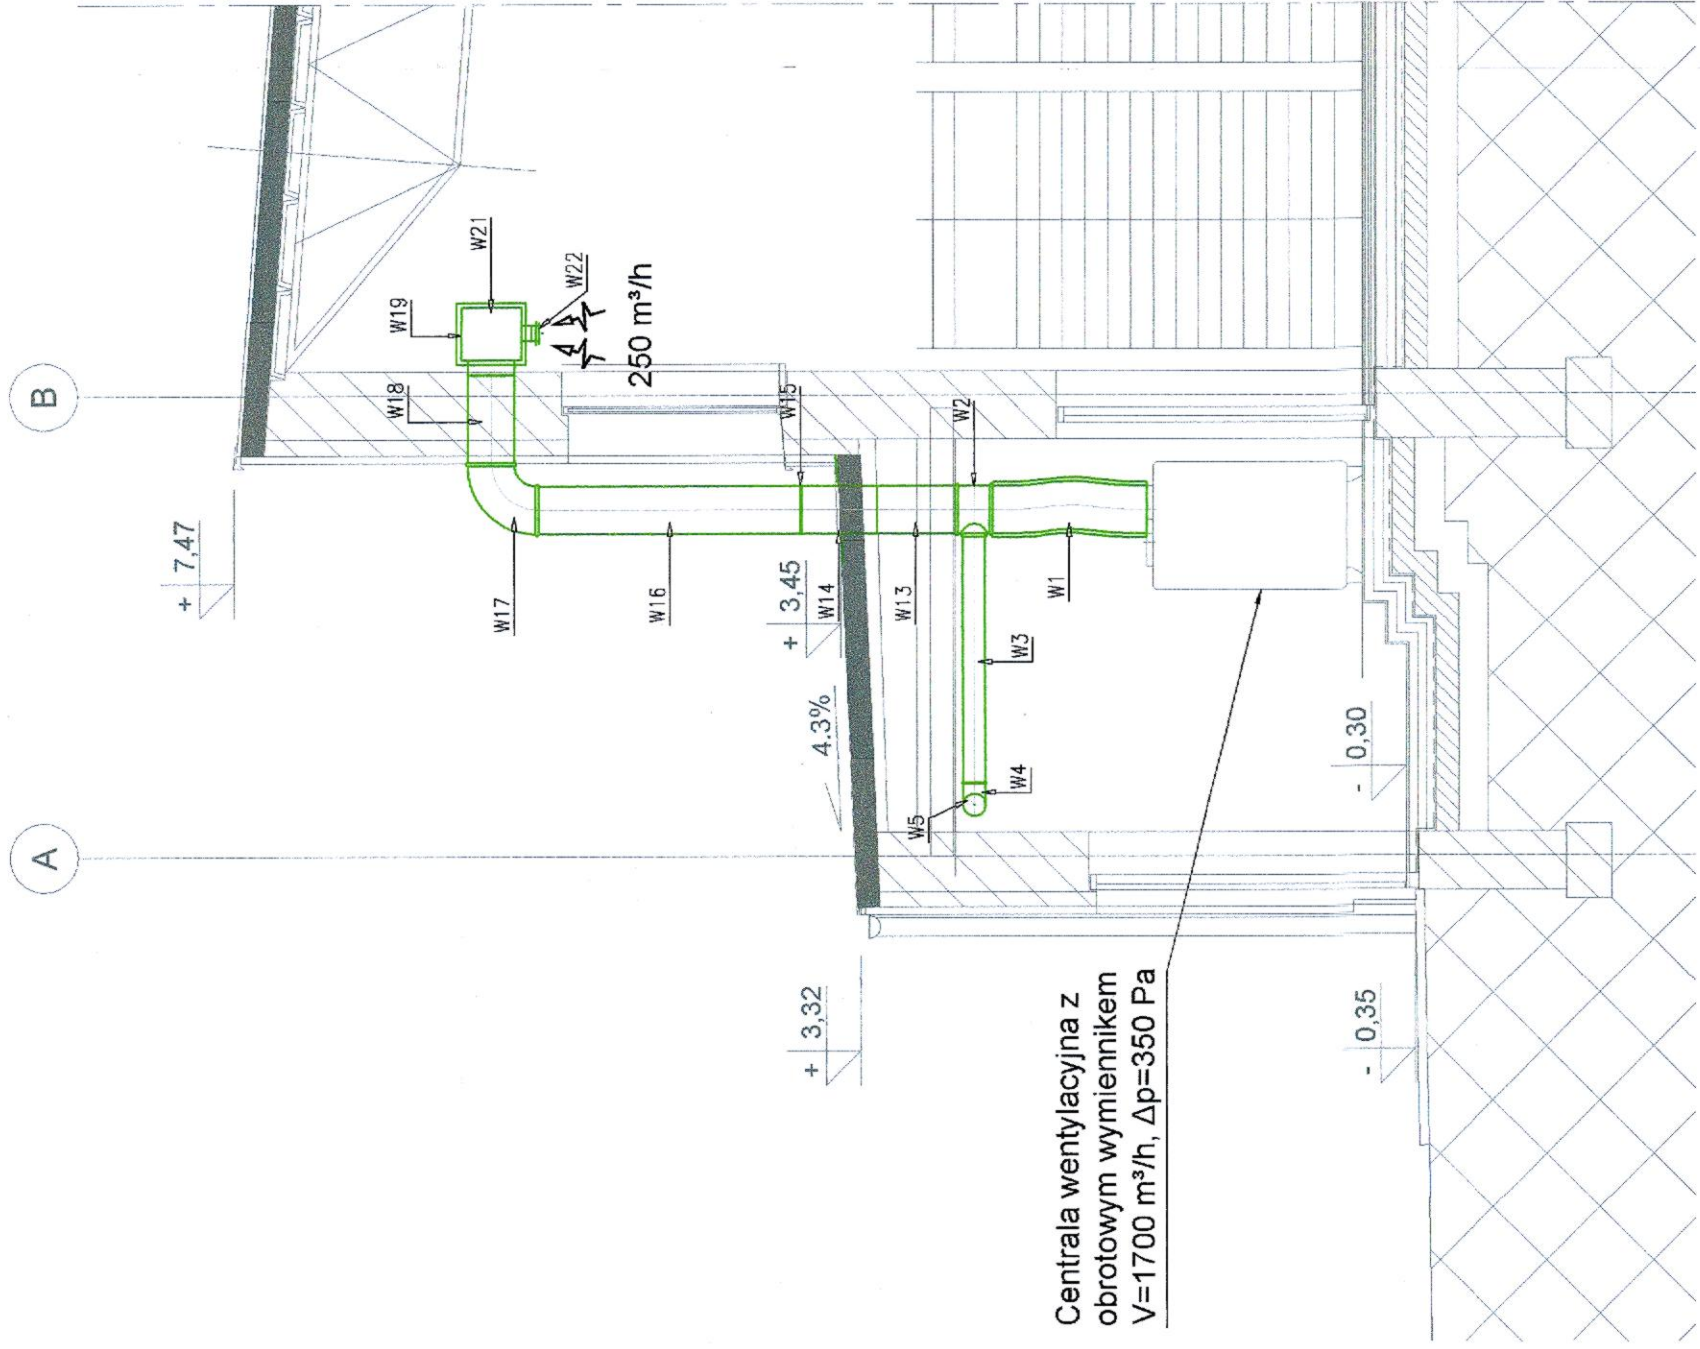 B
A
+ 7,47
W19
W21
W18
W22
250 m³/h
W17
W16
W15
+ 3,45
W14
W13
W2
4.3%
W1
W3
W4
W5
+ 3,32
- 0,30
- 0,35
Centrala wentylacyjna z
obrotowym wymiennikem
V=1700 m³/h, Δp=350 Pa